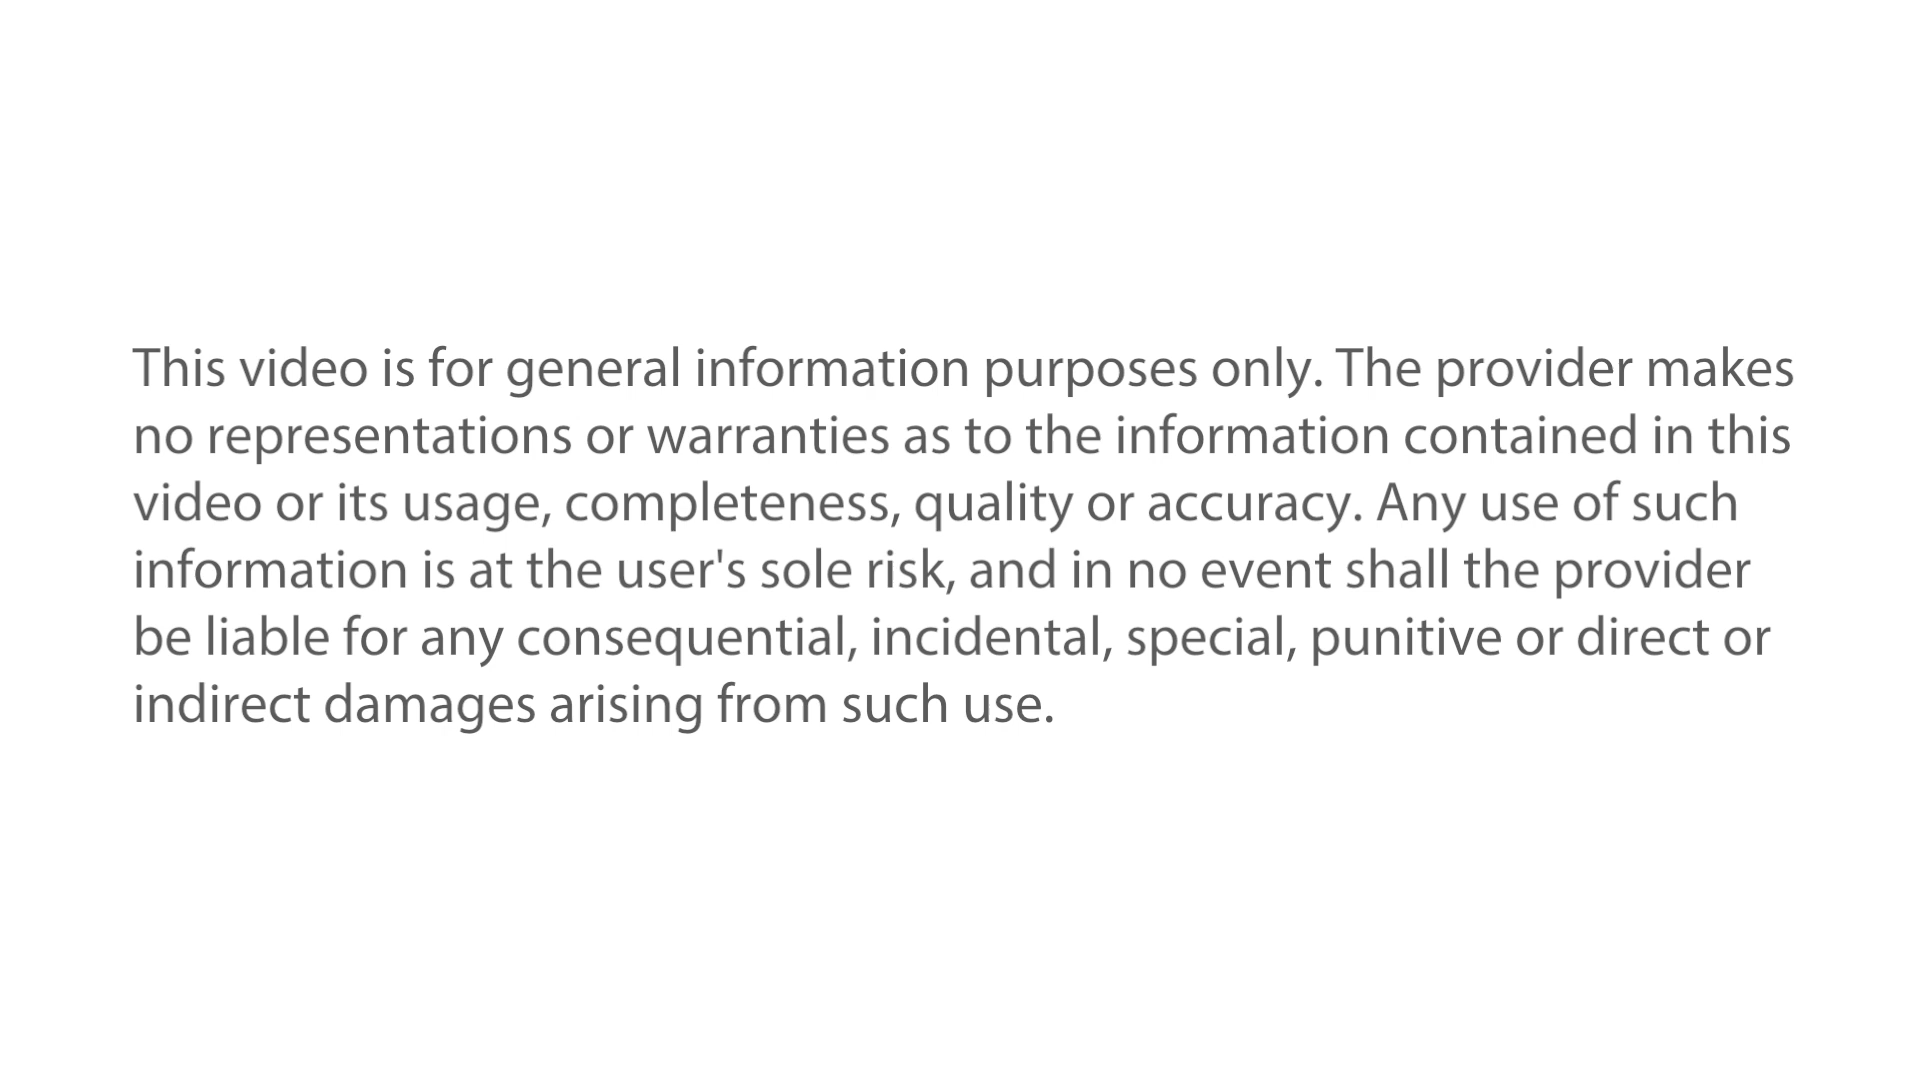 This video is for general information purposes only. The provider makes
no representations or warranties as to the information contained in this
video or its usage, completeness, quality or accuracy. Any use of such
information is at the user's sole risk, and in no event shall the provider
be liable for any consequential, incidental, special, punitive or direct or
indirect damages arising from such use.